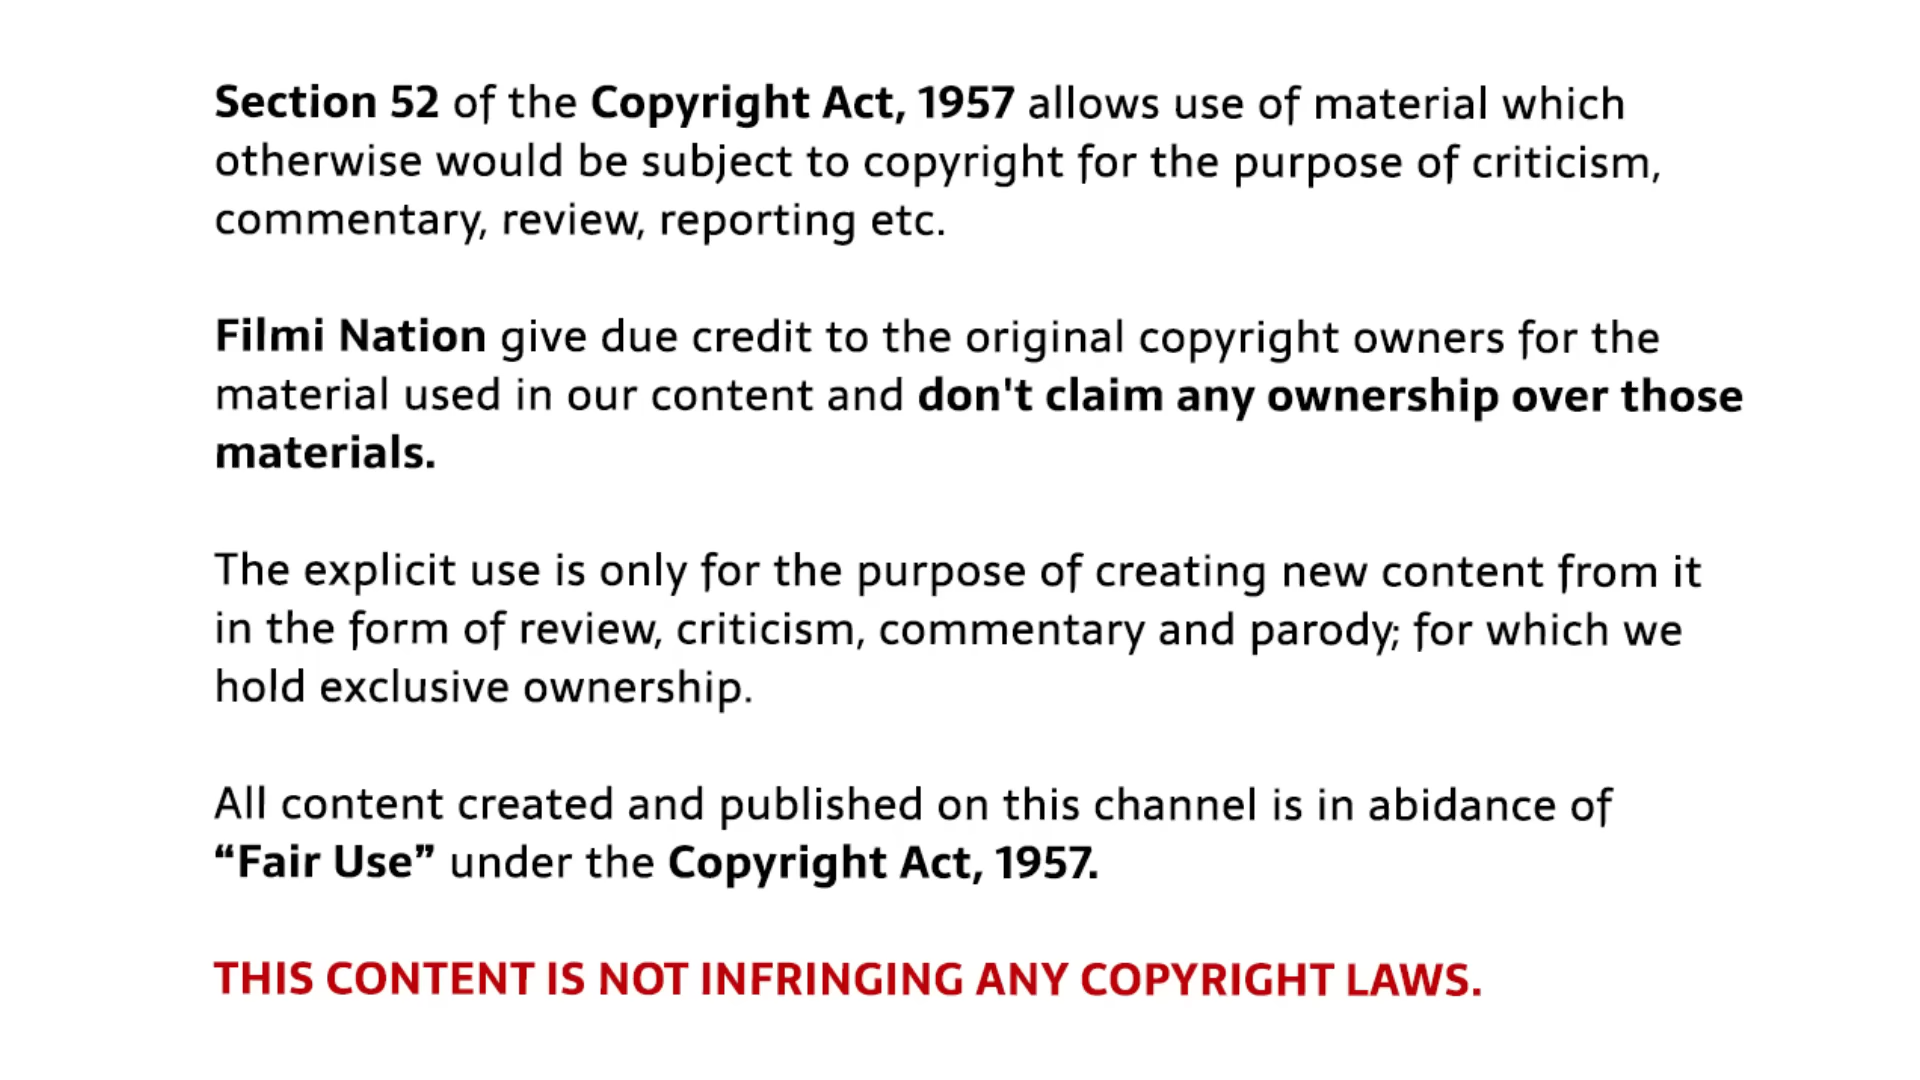 Section 52 of the Copyright Act, 1957 allows use of material which
otherwise would be subject to copyright for the purpose of criticism,
commentary, review, reporting etc.
Filmi Nation give due credit to the original copyright owners for the
material used in our content and don't claim any ownership over those
materials.
The explicit use is only for the purpose of creating new content from it
in the form of review, criticism, commentary and parody; for which we
hold exclusive ownership.
All content created and published on this channel is in abidance of
“Fair Use” under the Copyright Act, 1957.
THIS CONTENT IS NOT INFRINGING ANY COPYRIGHT LAWS.